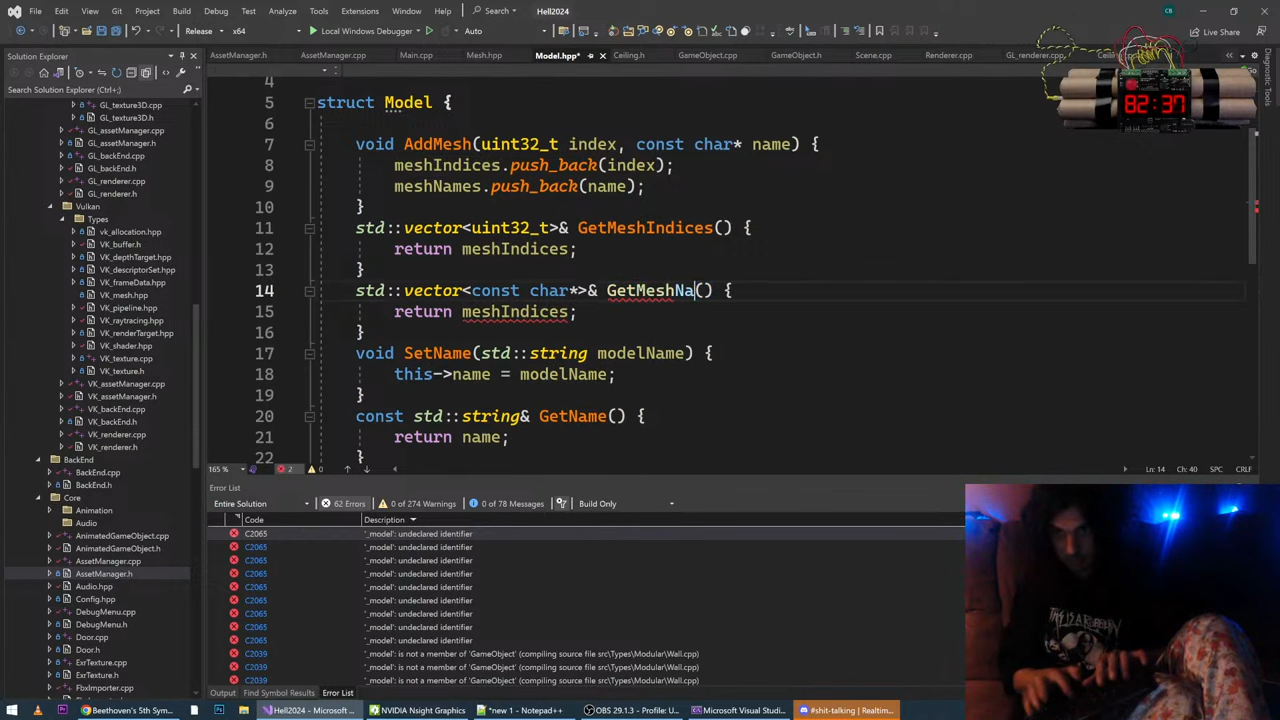 File Edit View Git Project Build Debug Test Analyze Tools Extensions Window Help Search Hell2024 CB
Release x64 Local Windows Debugger Auto Live Share
Solution Explorer
AssetManager.h AssetManager.cpp Main.cpp Mesh.hpp Model.hpp* Ceiling.h GameObject.cpp GameObject.h Scene.cpp Renderer.cpp GL_renderer.cpp
Search Solution Explorer (Ctrl+;)
GL_texture3D.cpp
GL_texture3D.h
GL_assetManager.cpp
GL_assetManager.h
GL_backEnd.cpp
GL_backEnd.h
GL_renderer.cpp
GL_renderer.h
Vulkan
Types
vk_allocation.hpp
VK_buffer.h
VK_depthTarget.hpp
VK_descriptorSet.hpp
VK_frameData.hpp
VK_mesh.hpp
VK_pipeline.hpp
VK_raytracing.hpp
VK_renderTarget.hpp
VK_shader.hpp
VK_texture.cpp
VK_texture.h
VK_assetManager.cpp
VK_assetManager.h
VK_backEnd.cpp
VK_backEnd.h
VK_renderer.cpp
VK_renderer.h
BackEnd
BackEnd.cpp
BackEnd.h
Core
Animation
Audio
AnimatedGameObject.cpp
AnimatedGameObject.h
AssetManager.cpp
AssetManager.h
Audio.hpp
Config.hpp
DebugMenu.cpp
DebugMenu.h
Door.cpp
Door.h
ExrTexture.cpp
ExrTexture.h
FbxImporter.cpp
82:37
Diagnostic Tools
4
5 struct Model {
6
7 void AddMesh(uint32_t index, const char* name) {
8 meshIndices.push_back(index);
9 meshNames.push_back(name);
10 }
11 std::vector<uint32_t>& GetMeshIndices() {
12 return meshIndices;
13 }
14 std::vector<const char*>& GetMeshNa() {
15 return meshIndices;
16 }
17 void SetName(std::string modelName) {
18 this->name = modelName;
19 }
20 const std::string& GetName() {
21 return name;
22 }
165 % 2 0 Ln: 14 Ch: 40 SPC CRLF
Error List
Entire Solution 62 Errors 0 of 274 Warnings 0 of 78 Messages Build Only
Code Description
C2065 '_model': undeclared identifier
C2065 '_model': undeclared identifier
C2065 '_model': undeclared identifier
C2065 '_model': undeclared identifier
C2065 '_model': undeclared identifier
C2065 '_model': undeclared identifier
C2065 '_model': undeclared identifier
C2065 '_model': undeclared identifier
C2065 '_model': undeclared identifier
C2039 '_model': is not a member of 'GameObject' (compiling source file src\Types\Modular\Wall.cpp)
C2039 '_model': is not a member of 'GameObject' (compiling source file src\Types\Modular\Wall.cpp)
C2039 '_model': is not a member of 'GameObject' (compiling source file src\Types\Modular\Wall.cpp)
Output Find Symbol Results Error List
Beethoven's 5th Sym... Hell2024 - Microsoft ... NVIDIA Nsight Graphics *new 1 - Notepad++ OBS 29.1.3 - Profile: U... Microsoft Visual Studi... #shit-talking | Realtim...